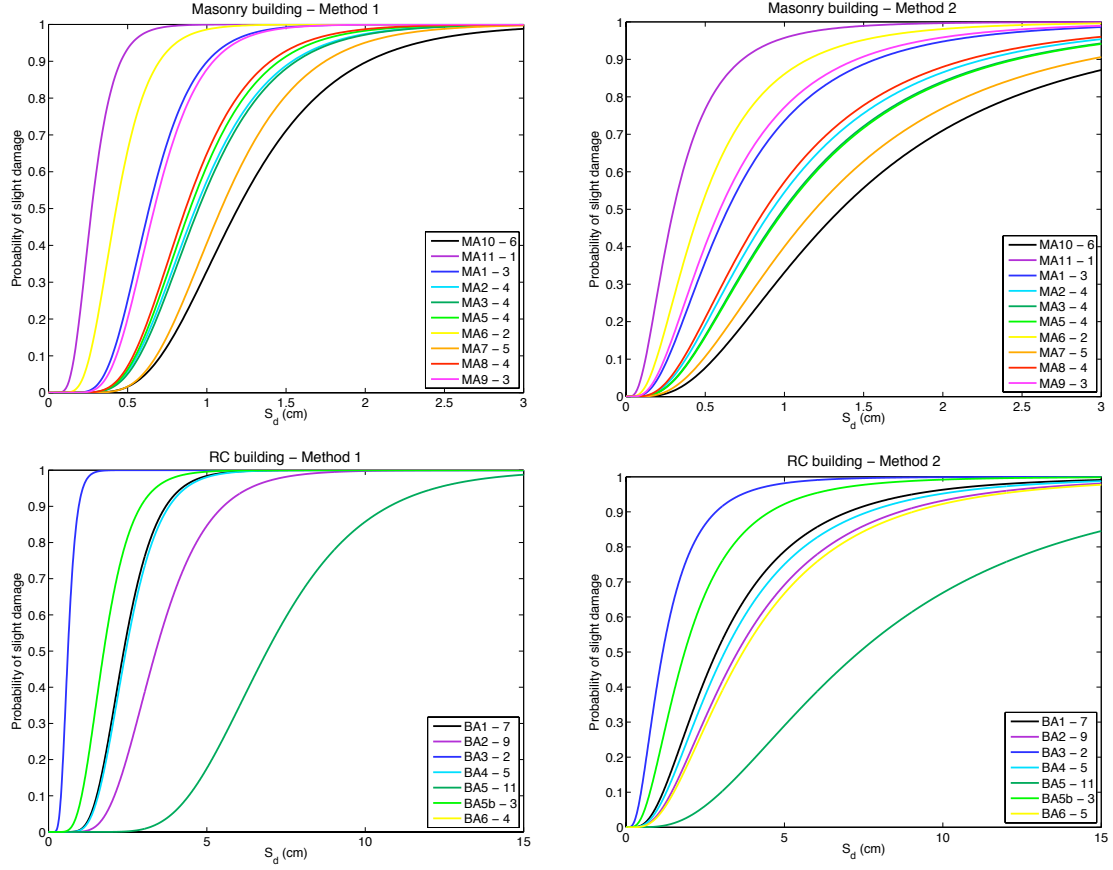 Masonry building – Method 1
Probability of slight damage
1
0.9
0.8
0.7
0.6
0.5
0.4
0.3
0.2
0.1
0
0
0.5
1
1.5
2
2.5
3
S_d (cm)
MA10 – 6
MA11 – 1
MA1 – 3
MA2 – 4
MA3 – 4
MA5 – 4
MA6 – 2
MA7 – 5
MA8 – 4
MA9 – 3
Masonry building – Method 2
Probability of slight damage
1
0.9
0.8
0.7
0.6
0.5
0.4
0.3
0.2
0.1
0
0
0.5
1
1.5
2
2.5
3
S_d (cm)
MA10 – 6
MA11 – 1
MA1 – 3
MA2 – 4
MA3 – 4
MA5 – 4
MA6 – 2
MA7 – 5
MA8 – 4
MA9 – 3
RC building – Method 1
Probability of slight damage
1
0.9
0.8
0.7
0.6
0.5
0.4
0.3
0.2
0.1
0
0
5
10
15
S_d (cm)
BA1 – 7
BA2 – 9
BA3 – 2
BA4 – 5
BA5 – 11
BA5b – 3
BA6 – 4
RC building – Method 2
Probability of slight damage
1
0.9
0.8
0.7
0.6
0.5
0.4
0.3
0.2
0.1
0
0
5
10
15
S_d (cm)
BA1 – 7
BA2 – 9
BA3 – 2
BA4 – 5
BA5 – 11
BA5b – 3
BA6 – 5